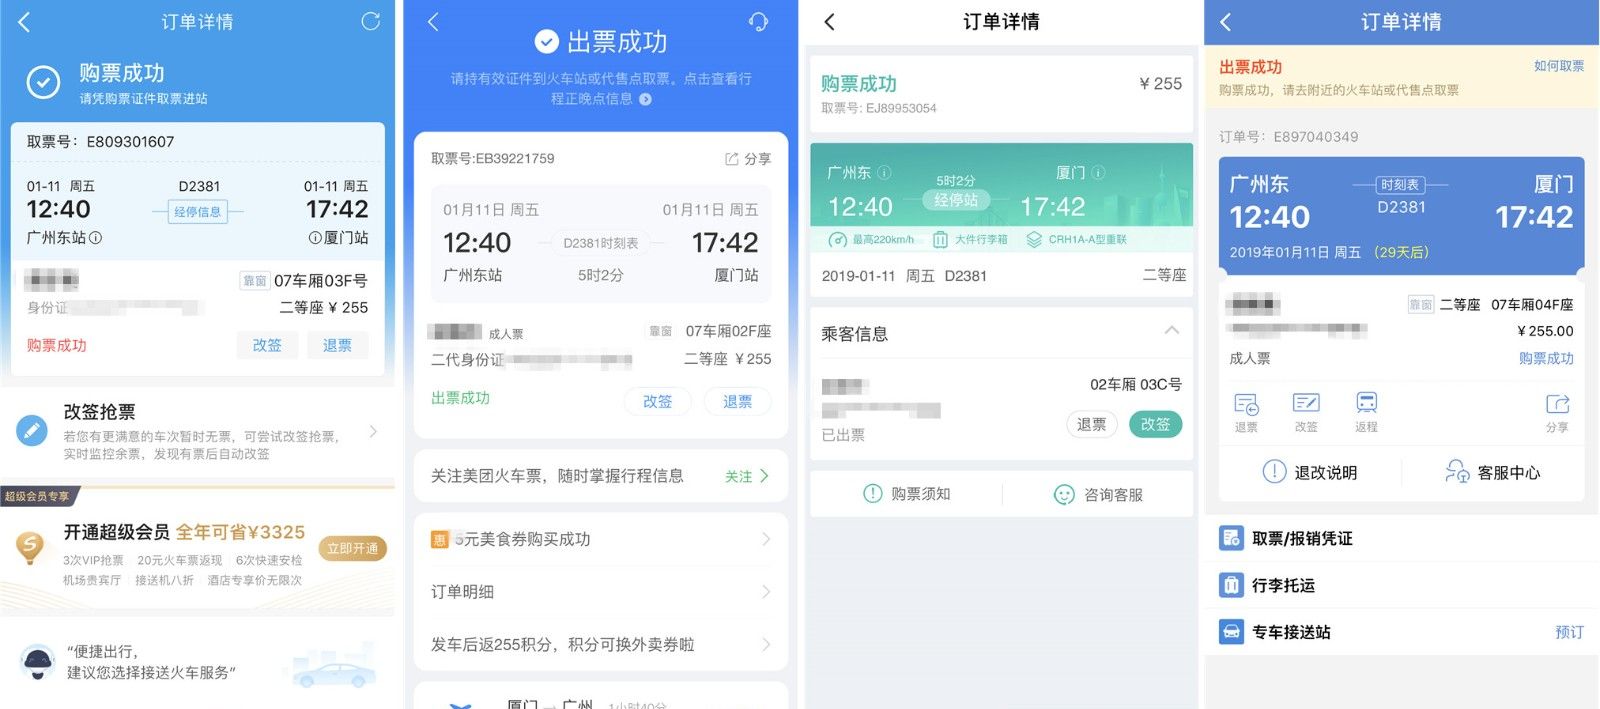 订单详情
购票成功
请凭购票证件取票进站
取票号：E809301607
01-11 周五
D2381
01-11 周五
12:40
经停信息
17:42
广州东站
厦门站
靠窗 07车厢03F号
身份证
二等座 ¥ 255
购票成功
改签
退票
改签抢票
若您有更满意的车次暂时无票，可尝试改签抢票，
实时监控余票，发现有票后自动改签
超级会员专享
开通超级会员 全年可省¥3325
3次VIP抢票 20元火车票返现 6次快速安检
机场贵宾厅 接送机八折 酒店专享价无限次
立即开通
“便捷出行，
建议您选择接送火车服务”
出票成功
请持有效证件到火车站或代售点取票。点击查看行
程正晚点信息
取票号:EB39221759
分享
01月11日 周五
01月11日 周五
12:40
D2381时刻表
17:42
广州东站
5时2分
厦门站
成人票
靠窗 07车厢02F座
二代身份证
二等座 ¥255
出票成功
改签
退票
关注美团火车票，随时掌握行程信息
关注
惠
元美食券购买成功
订单明细
发车后返255积分，积分可换外卖券啦
厦门 — 广州 1小时40分
订单详情
购票成功
¥ 255
取票号: EJ89953054
广州东
5时2分
厦门
12:40
经停站
17:42
最高220km/h
大件行李箱
CRH1A-A型重联
2019-01-11 周五 D2381
二等座
乘客信息
02车厢 03C号
已出票
退票
改签
购票须知
咨询客服
订单详情
出票成功
如何取票
购票成功，请去附近的火车站或代售点取票
订单号：E897040349
广州东
时刻表
厦门
12:40
D2381
17:42
2019年01月11日 周五 （29天后）
靠窗 二等座 07车厢04F座
¥255.00
成人票
购票成功
退票
改签
返程
分享
退改说明
客服中心
取票/报销凭证
行李托运
专车接送站
预订